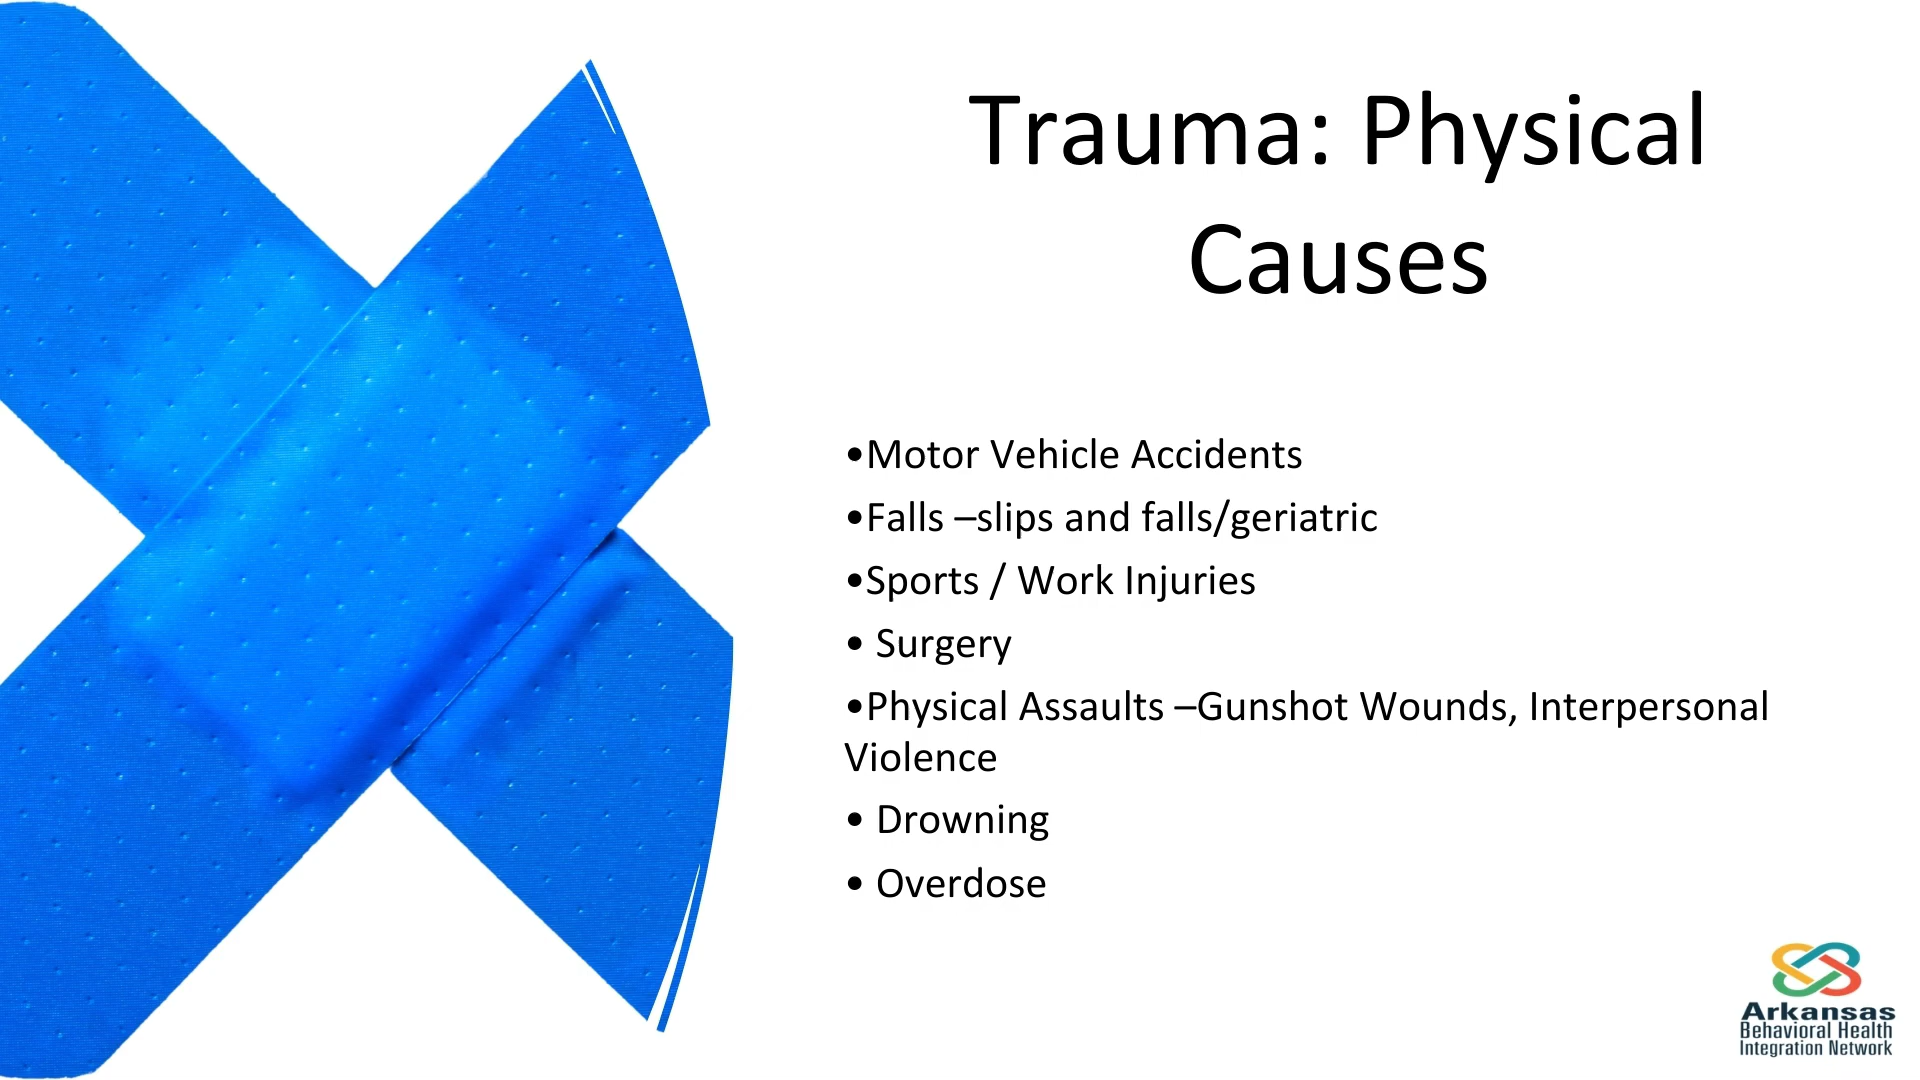 Trauma: Physical
Causes
•Motor Vehicle Accidents
•Falls –slips and falls/geriatric
•Sports / Work Injuries
• Surgery
•Physical Assaults –Gunshot Wounds, Interpersonal
Violence
• Drowning
• Overdose
Arkansas
Behavioral Health
Integration Network